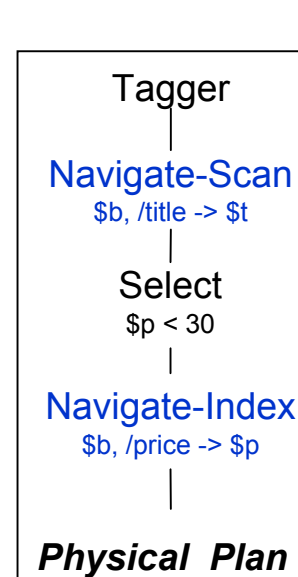 Tagger
Navigate-Scan
$b, /title -> $t
Select
$p < 30
Navigate-Index
$b, /price -> $p
Physical Plan